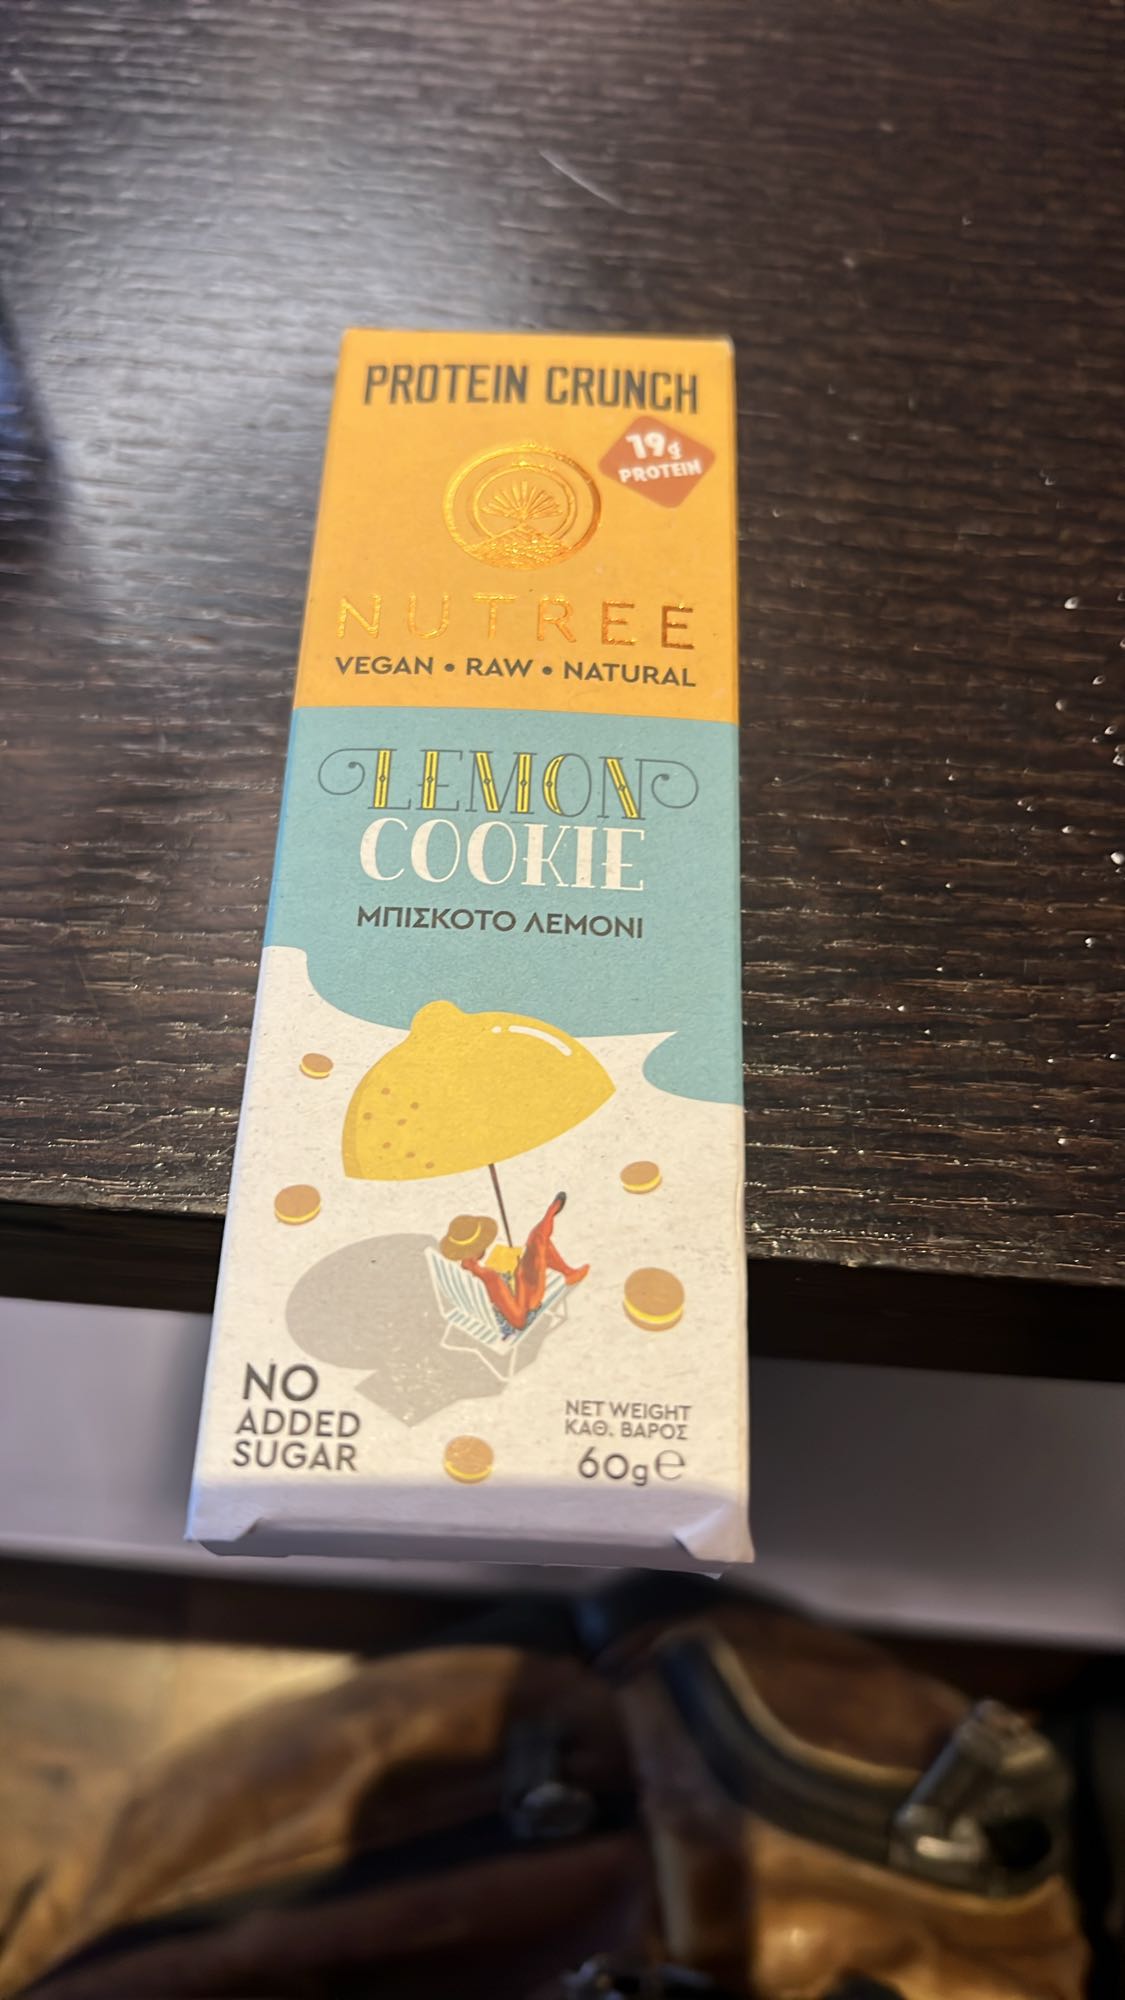 PROTEIN CRUNCH
19g
PROTEIN
NUTREE
VEGAN • RAW • NATURAL
LEMON
COOKIE
ΜΠΙΣΚΟΤΟ ΛΕΜΟΝΙ
NO
ADDED
SUGAR
NET WEIGHT
ΚΑΘ. ΒΑΡΟΣ
60g℮